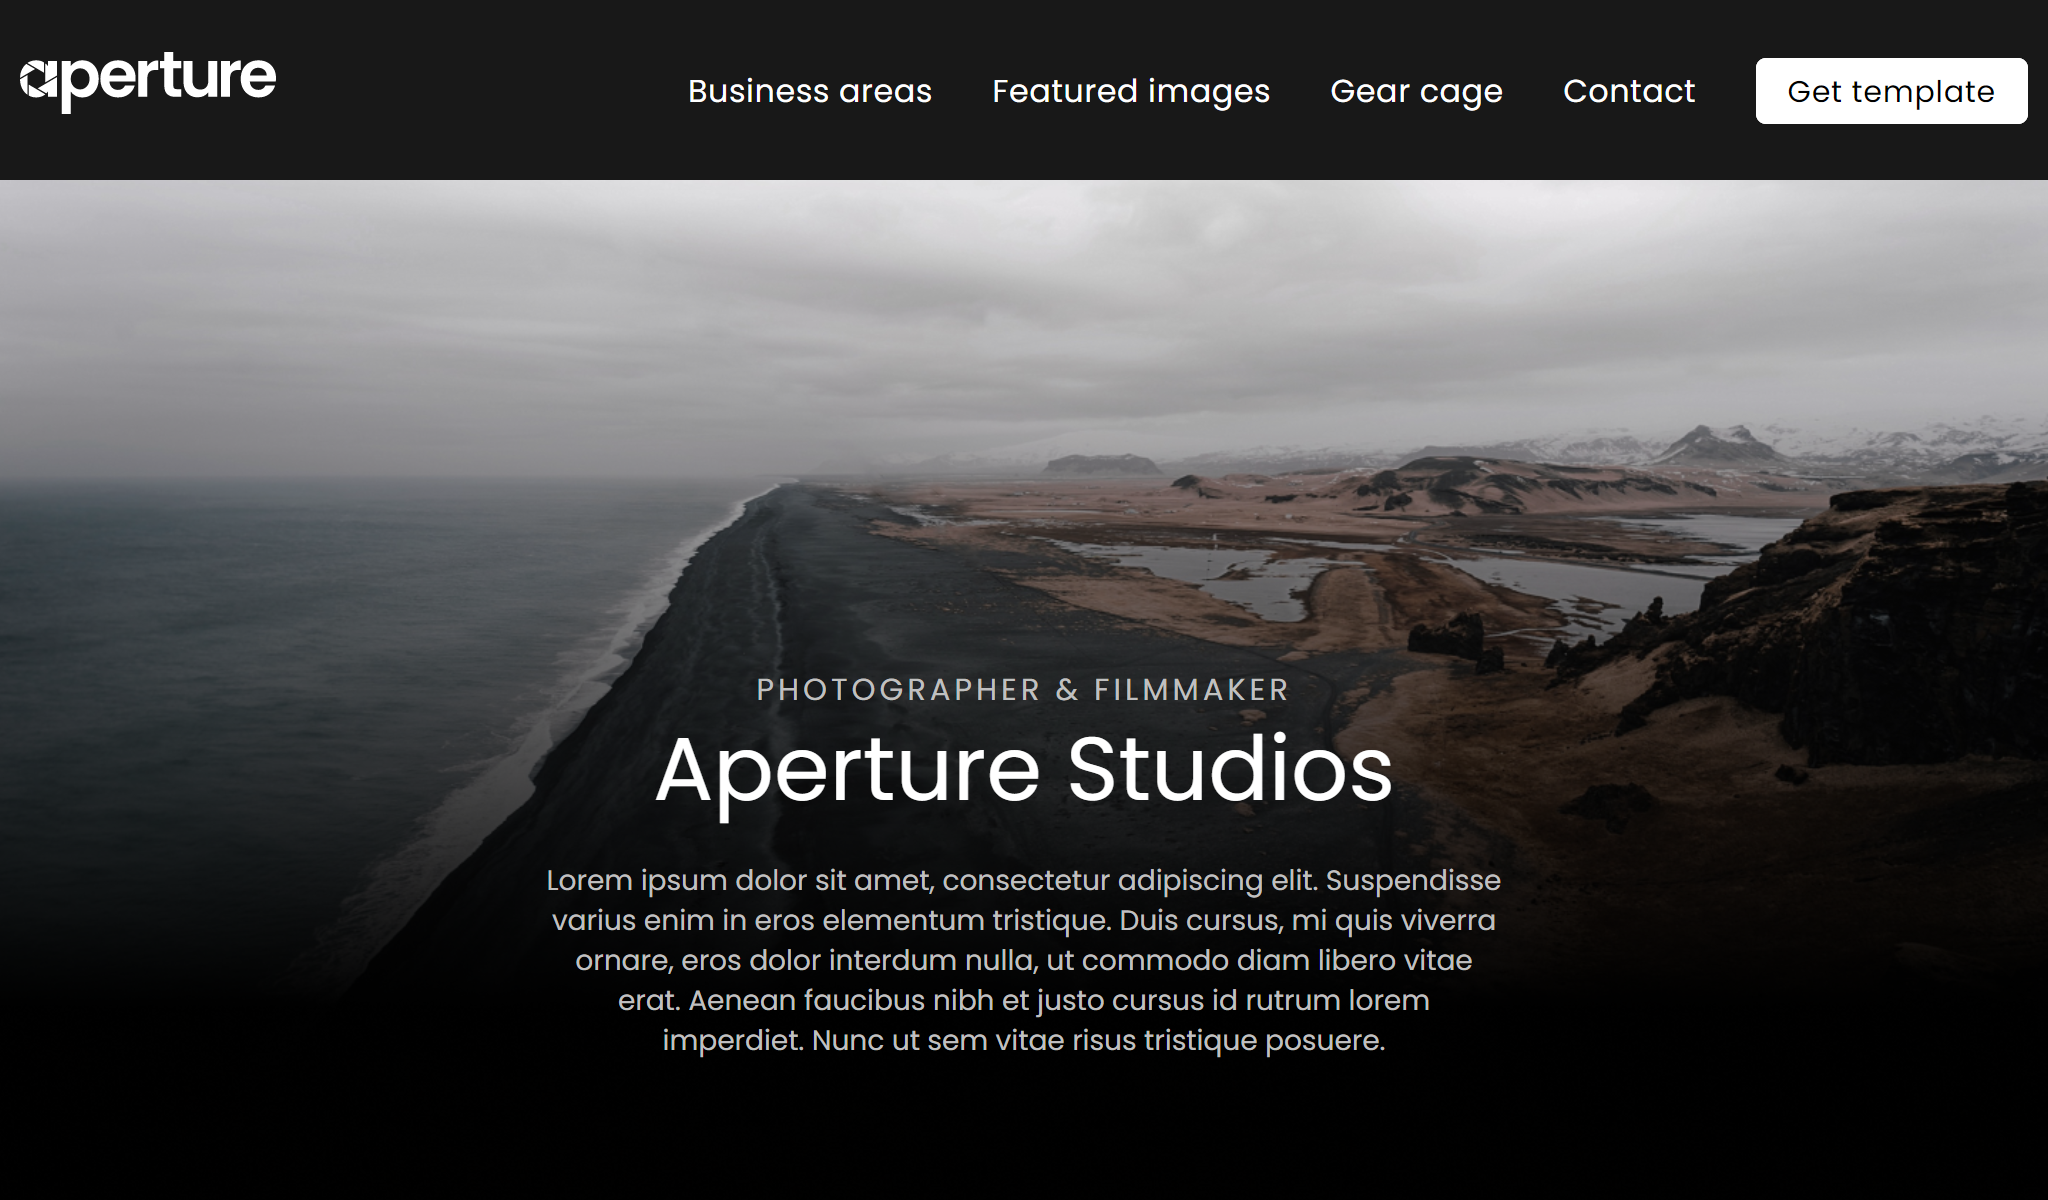 aperture
Business areas
Featured images
Gear cage
Contact
Get template
PHOTOGRAPHER & FILMMAKER
Aperture Studios
Lorem ipsum dolor sit amet, consectetur adipiscing elit. Suspendisse
varius enim in eros elementum tristique. Duis cursus, mi quis viverra
ornare, eros dolor interdum nulla, ut commodo diam libero vitae
erat. Aenean faucibus nibh et justo cursus id rutrum lorem
imperdiet. Nunc ut sem vitae risus tristique posuere.